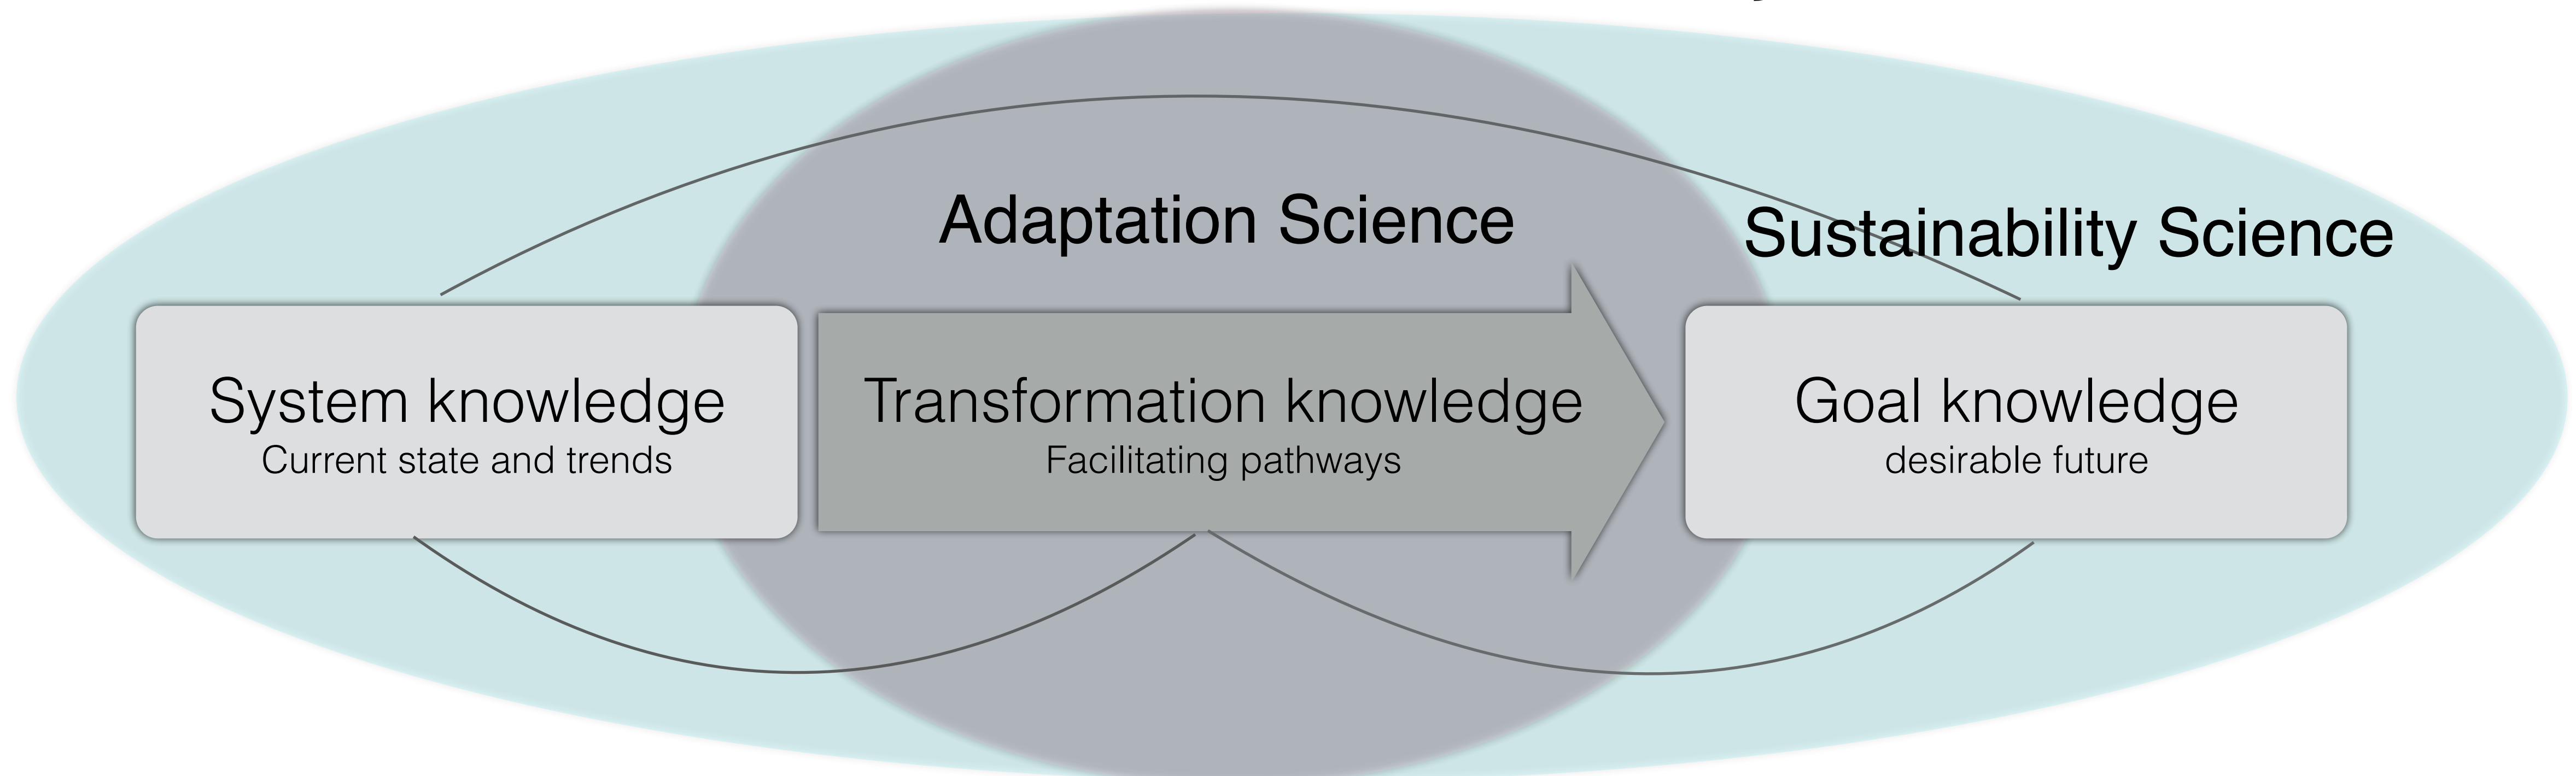 Adaptation Science
Sustainability Science
System knowledge
Current state and trends
Transformation knowledge
Facilitating pathways
Goal knowledge
desirable future